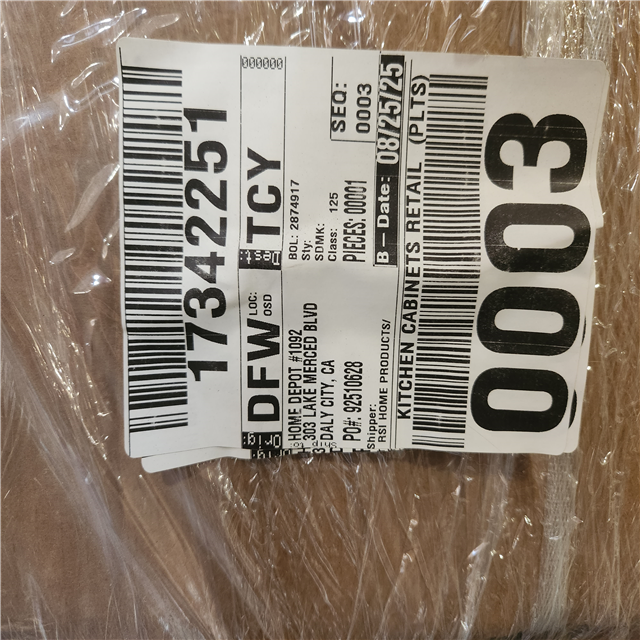 17342251
Orig: DFW LOC: OSD Dest: TCY 000000
HOME DEPOT #1092
303 LAKE MERCED BLVD
DALY CITY, CA
PO#: 92510628
BOL: 2874917
Sty:
SDMK:
Class: 125
PIECES: 00001
SEQ:
0003
Shipper:
RSI HOME PRODUCTS/
B - Date: 08/25/25
KITCHEN CABINETS RETAIL (PLTS)
0003